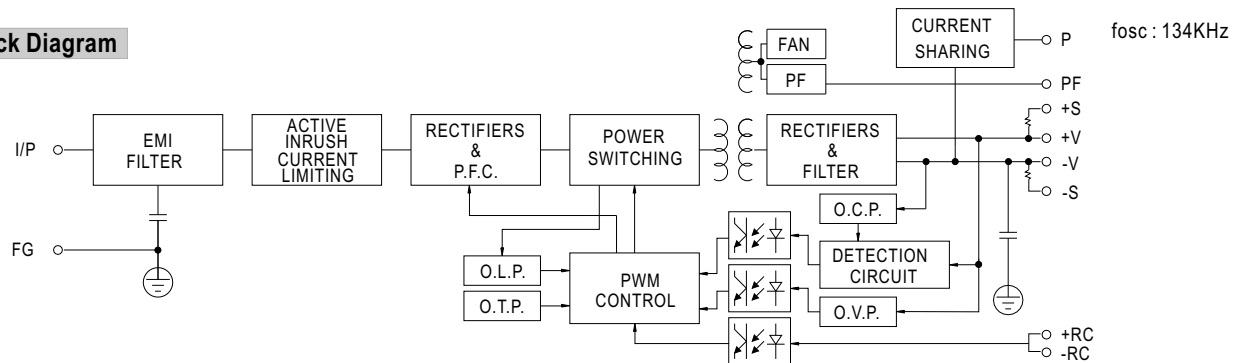 ck Diagram
fosc : 134KHz
CURRENT
SHARING
P
FAN
PF
PF
I/P
EMI
FILTER
ACTIVE
INRUSH
CURRENT
LIMITING
RECTIFIERS
&
P.F.C.
POWER
SWITCHING
RECTIFIERS
&
FILTER
+S
+V
-V
-S
FG
O.L.P.
O.T.P.
PWM
CONTROL
O.C.P.
DETECTION
CIRCUIT
O.V.P.
+RC
-RC